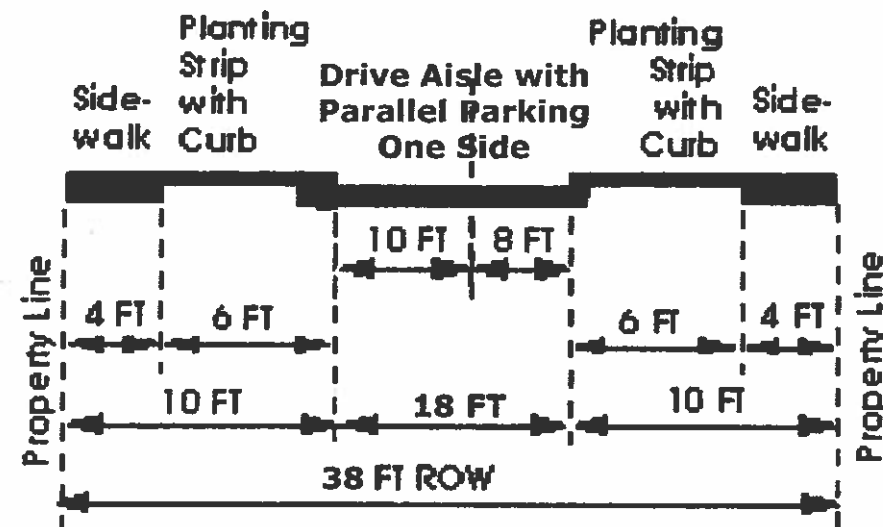 Planting
Strip
with
Curb
Side-
walk
Drive Aisle with
Parallel Parking
One Side
Planting
Strip
with
Curb
Side-
walk
10 FT
8 FT
4 FT
6 FT
6 FT
4 FT
10 FT
18 FT
10 FT
38 FT ROW
Property Line
Property Line